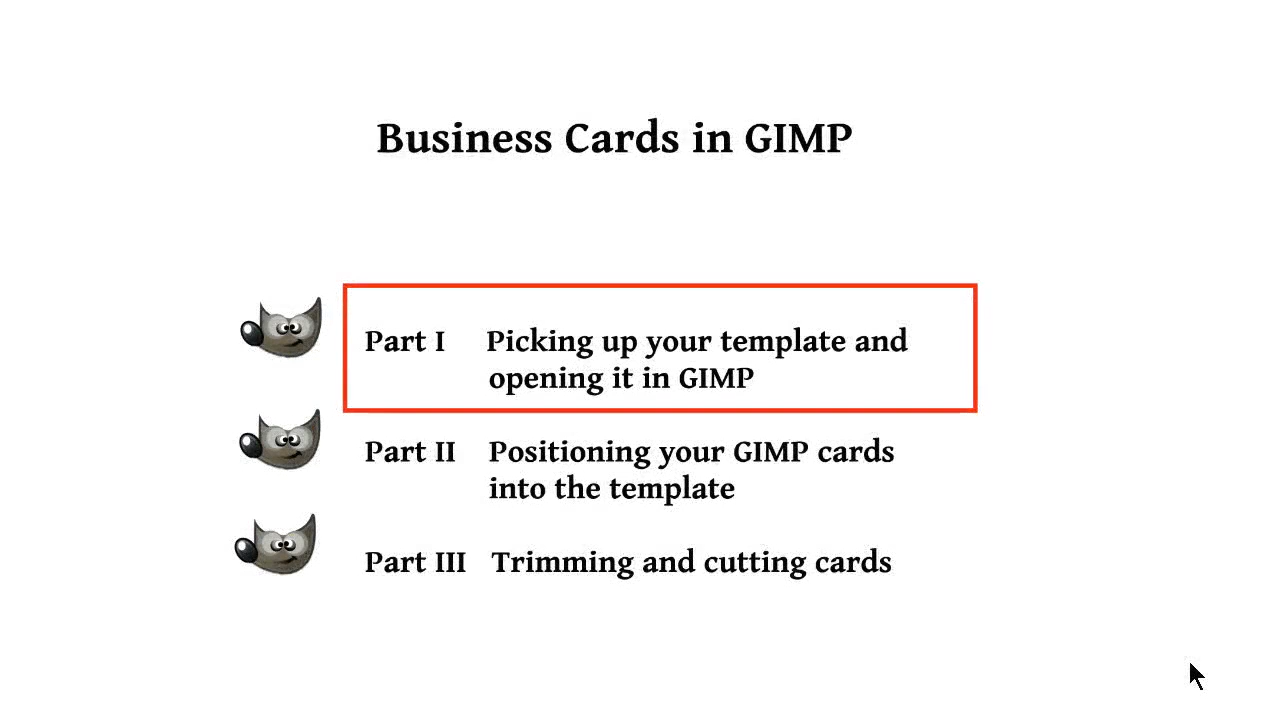 Business Cards in GIMP
Part I Picking up your template and
opening it in GIMP
Part II Positioning your GIMP cards
into the template
Part III Trimming and cutting cards